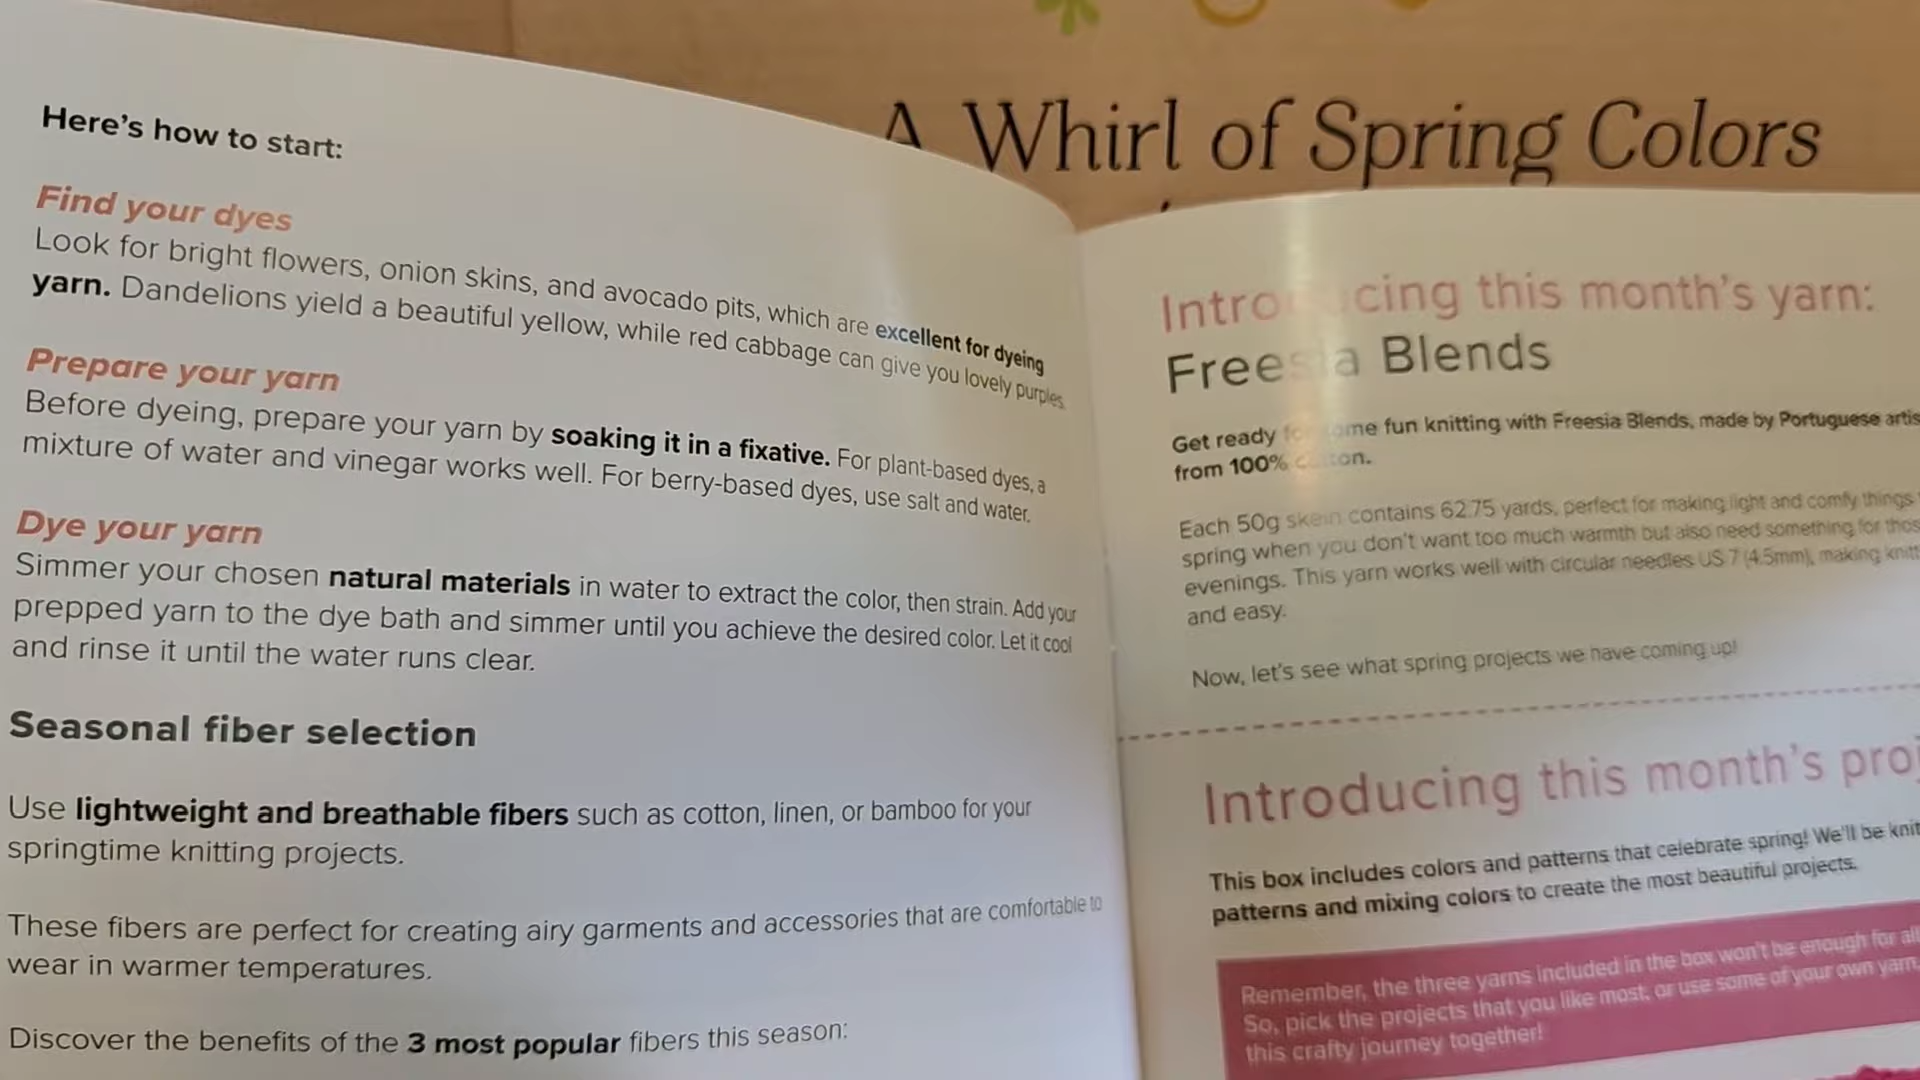 Here's how to start:
Find your dyes
Look for bright flowers, onion skins, and avocado pits, which are excellent for dyeing
yarn. Dandelions yield a beautiful yellow, while red cabbage can give you lovely purples.
Prepare your yarn
Before dyeing, prepare your yarn by soaking it in a fixative. For plant-based dyes, a
mixture of water and vinegar works well. For berry-based dyes, use salt and water.
Dye your yarn
Simmer your chosen natural materials in water to extract the color, then strain. Add your
prepped yarn to the dye bath and simmer until you achieve the desired color. Let it cool
and rinse it until the water runs clear.
Seasonal fiber selection
Use lightweight and breathable fibers such as cotton, linen, or bamboo for your
springtime knitting projects.
These fibers are perfect for creating airy garments and accessories that are comfortable to
wear in warmer temperatures.
Discover the benefits of the 3 most popular fibers this season:
A Whirl of Spring Colors
Introducing this month's yarn:
Freesia Blends
Get ready for some fun knitting with Freesia Blends, made by Portuguese
from 100% cotton.
Each 50g skein contains 62.75 yards, perfect for making light and comfy things
spring when you don't want too much warmth but also need something for
evenings. This yarn works well with circular needles US 7 (4.5mm), making
and easy.
Now, let's see what spring projects we have coming up!
Introducing this month's
This box includes colors and patterns that celebrate spring! We'll be
patterns and mixing colors to create the most beautiful projects.
Remember, the three yarns included in the box won't be enough for
So, pick the projects that you like most, or use some of your own yarn.
this crafty journey together!